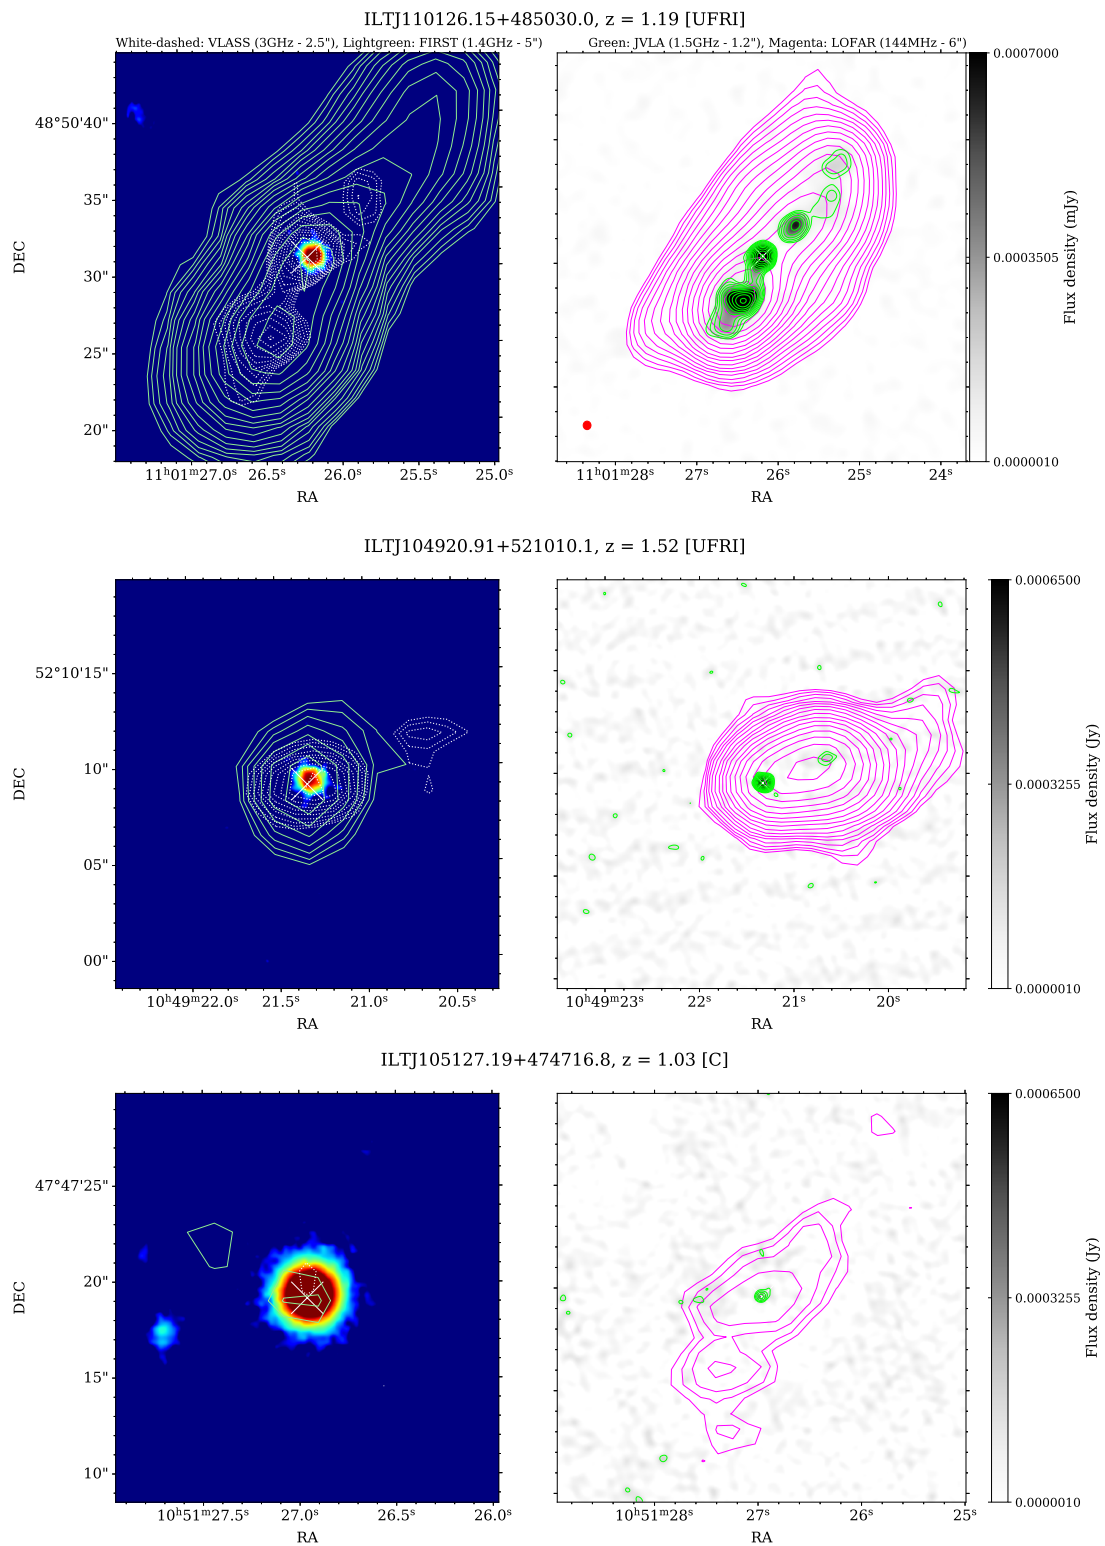 ILTJ110126.15+485030.0, z = 1.19 [UFRI]
White-dashed: VLASS (3GHz - 2.5"), Lightgreen: FIRST (1.4GHz - 5")
Green: JVLA (1.5GHz - 1.2"), Magenta: LOFAR (144MHz - 6")
48°50'40"
35"
30"
25"
20"
DEC
11ʰ01ᵐ27.0ˢ 26.5ˢ 26.0ˢ 25.5ˢ 25.0ˢ
RA
11ʰ01ᵐ28ˢ 27ˢ 26ˢ 25ˢ 24ˢ
RA
0.0007000
0.0003505
0.0000010
Flux density (mJy)
ILTJ104920.91+521010.1, z = 1.52 [UFRI]
52°10'15"
10"
05"
00"
DEC
10ʰ49ᵐ22.0ˢ 21.5ˢ 21.0ˢ 20.5ˢ
RA
10ʰ49ᵐ23ˢ 22ˢ 21ˢ 20ˢ
RA
0.0006500
0.0003255
0.0000010
Flux density (Jy)
ILTJ105127.19+474716.8, z = 1.03 [C]
47°47'25"
20"
15"
10"
DEC
10ʰ51ᵐ27.5ˢ 27.0ˢ 26.5ˢ 26.0ˢ
RA
10ʰ51ᵐ28ˢ 27ˢ 26ˢ 25ˢ
RA
0.0006500
0.0003255
0.0000010
Flux density (Jy)